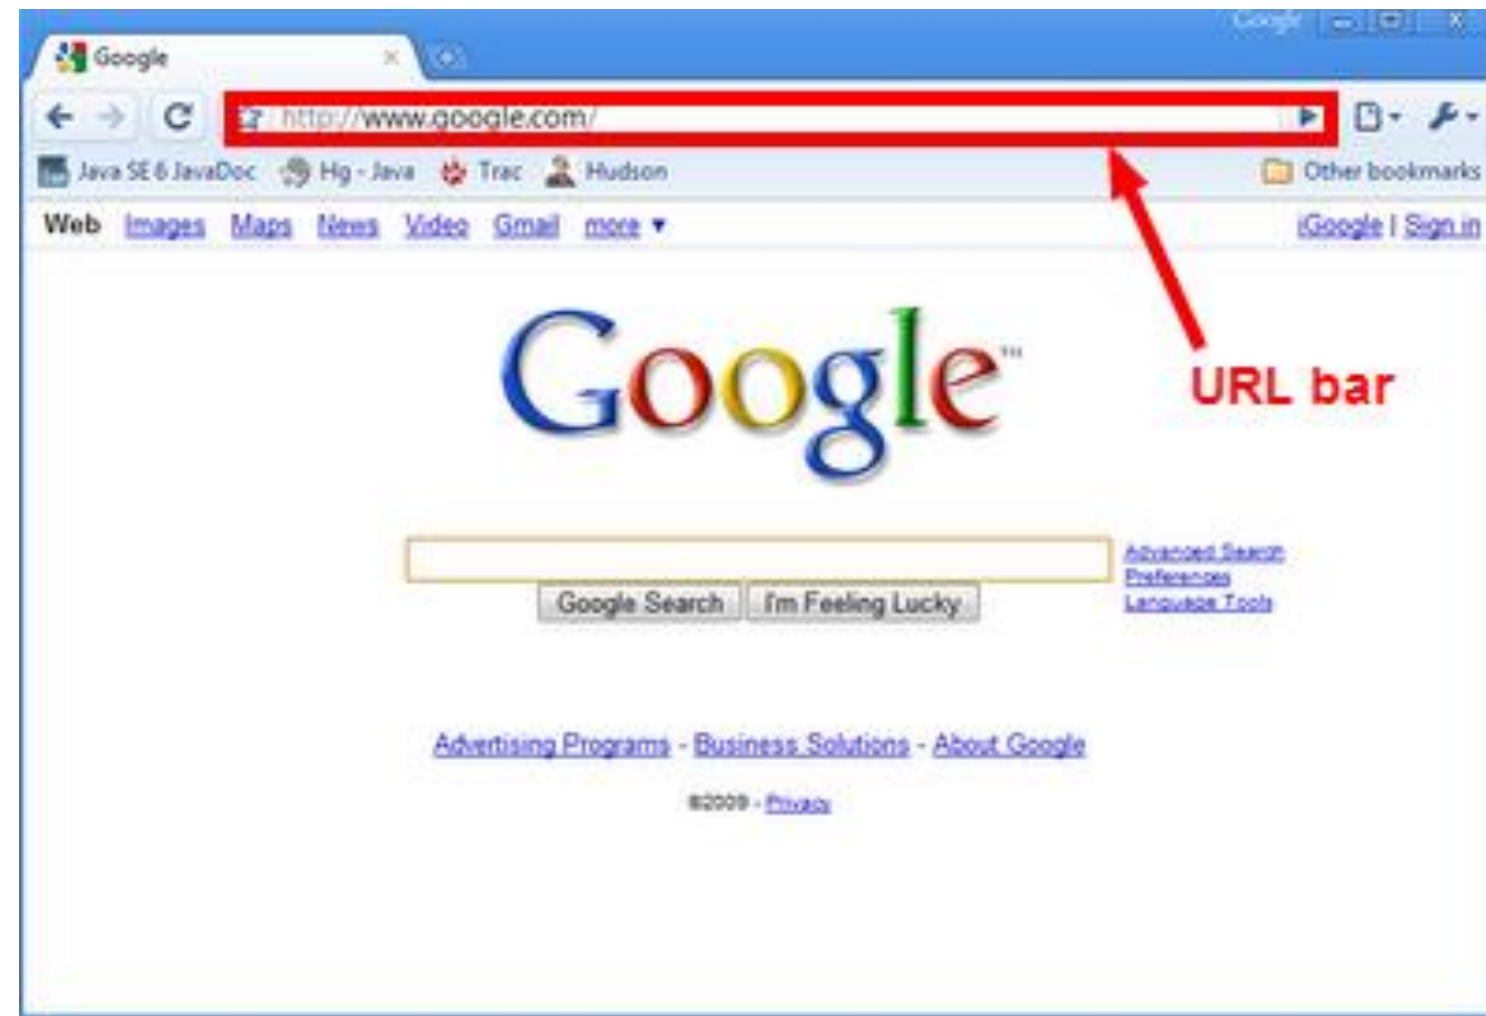 Google
Google
http://www.google.com/
Java SE 6 JavaDoc Hg - Java Trac Hudson Other bookmarks
Web Images Maps News Video Gmail more ▼ iGoogle | Sign in
Google™
URL bar
Advanced Search
Preferences
Language Tools
Google Search I'm Feeling Lucky
Advertising Programs - Business Solutions - About Google
©2009 - Privacy